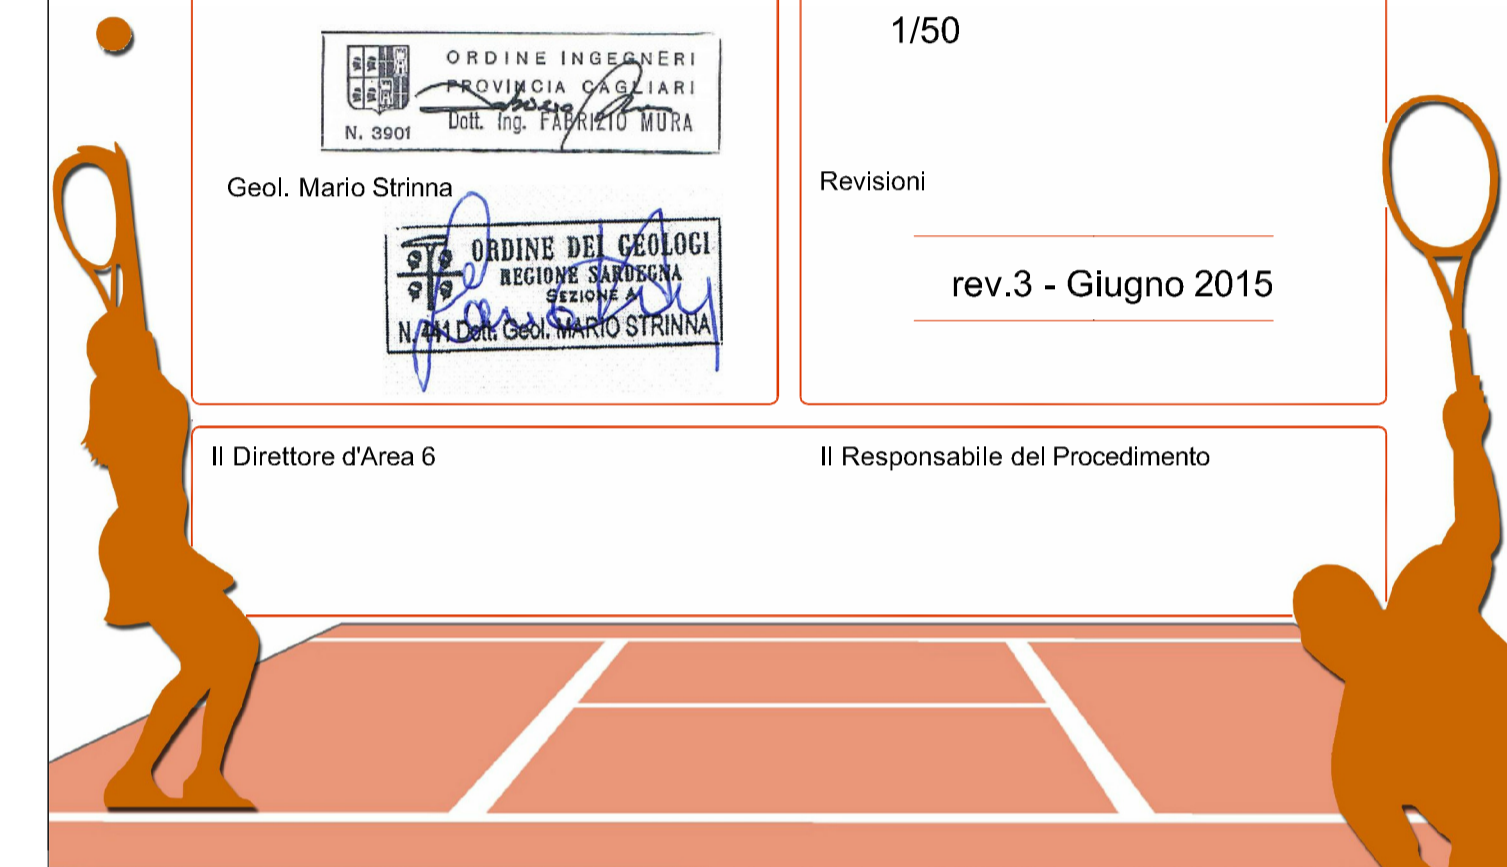 1/50
ORDINE INGEGNERI
PROVINCIA CAGLIARI
Dott. Ing. FABRIZIO MURA
N. 3901
Geol. Mario Strinna
ORDINE DEI GEOLOGI
REGIONE SARDEGNA
SEZIONE A
N. 441 Dott. Geol. MARIO STRINNA
Revisioni
rev.3 - Giugno 2015
Il Direttore d'Area 6
Il Responsabile del Procedimento